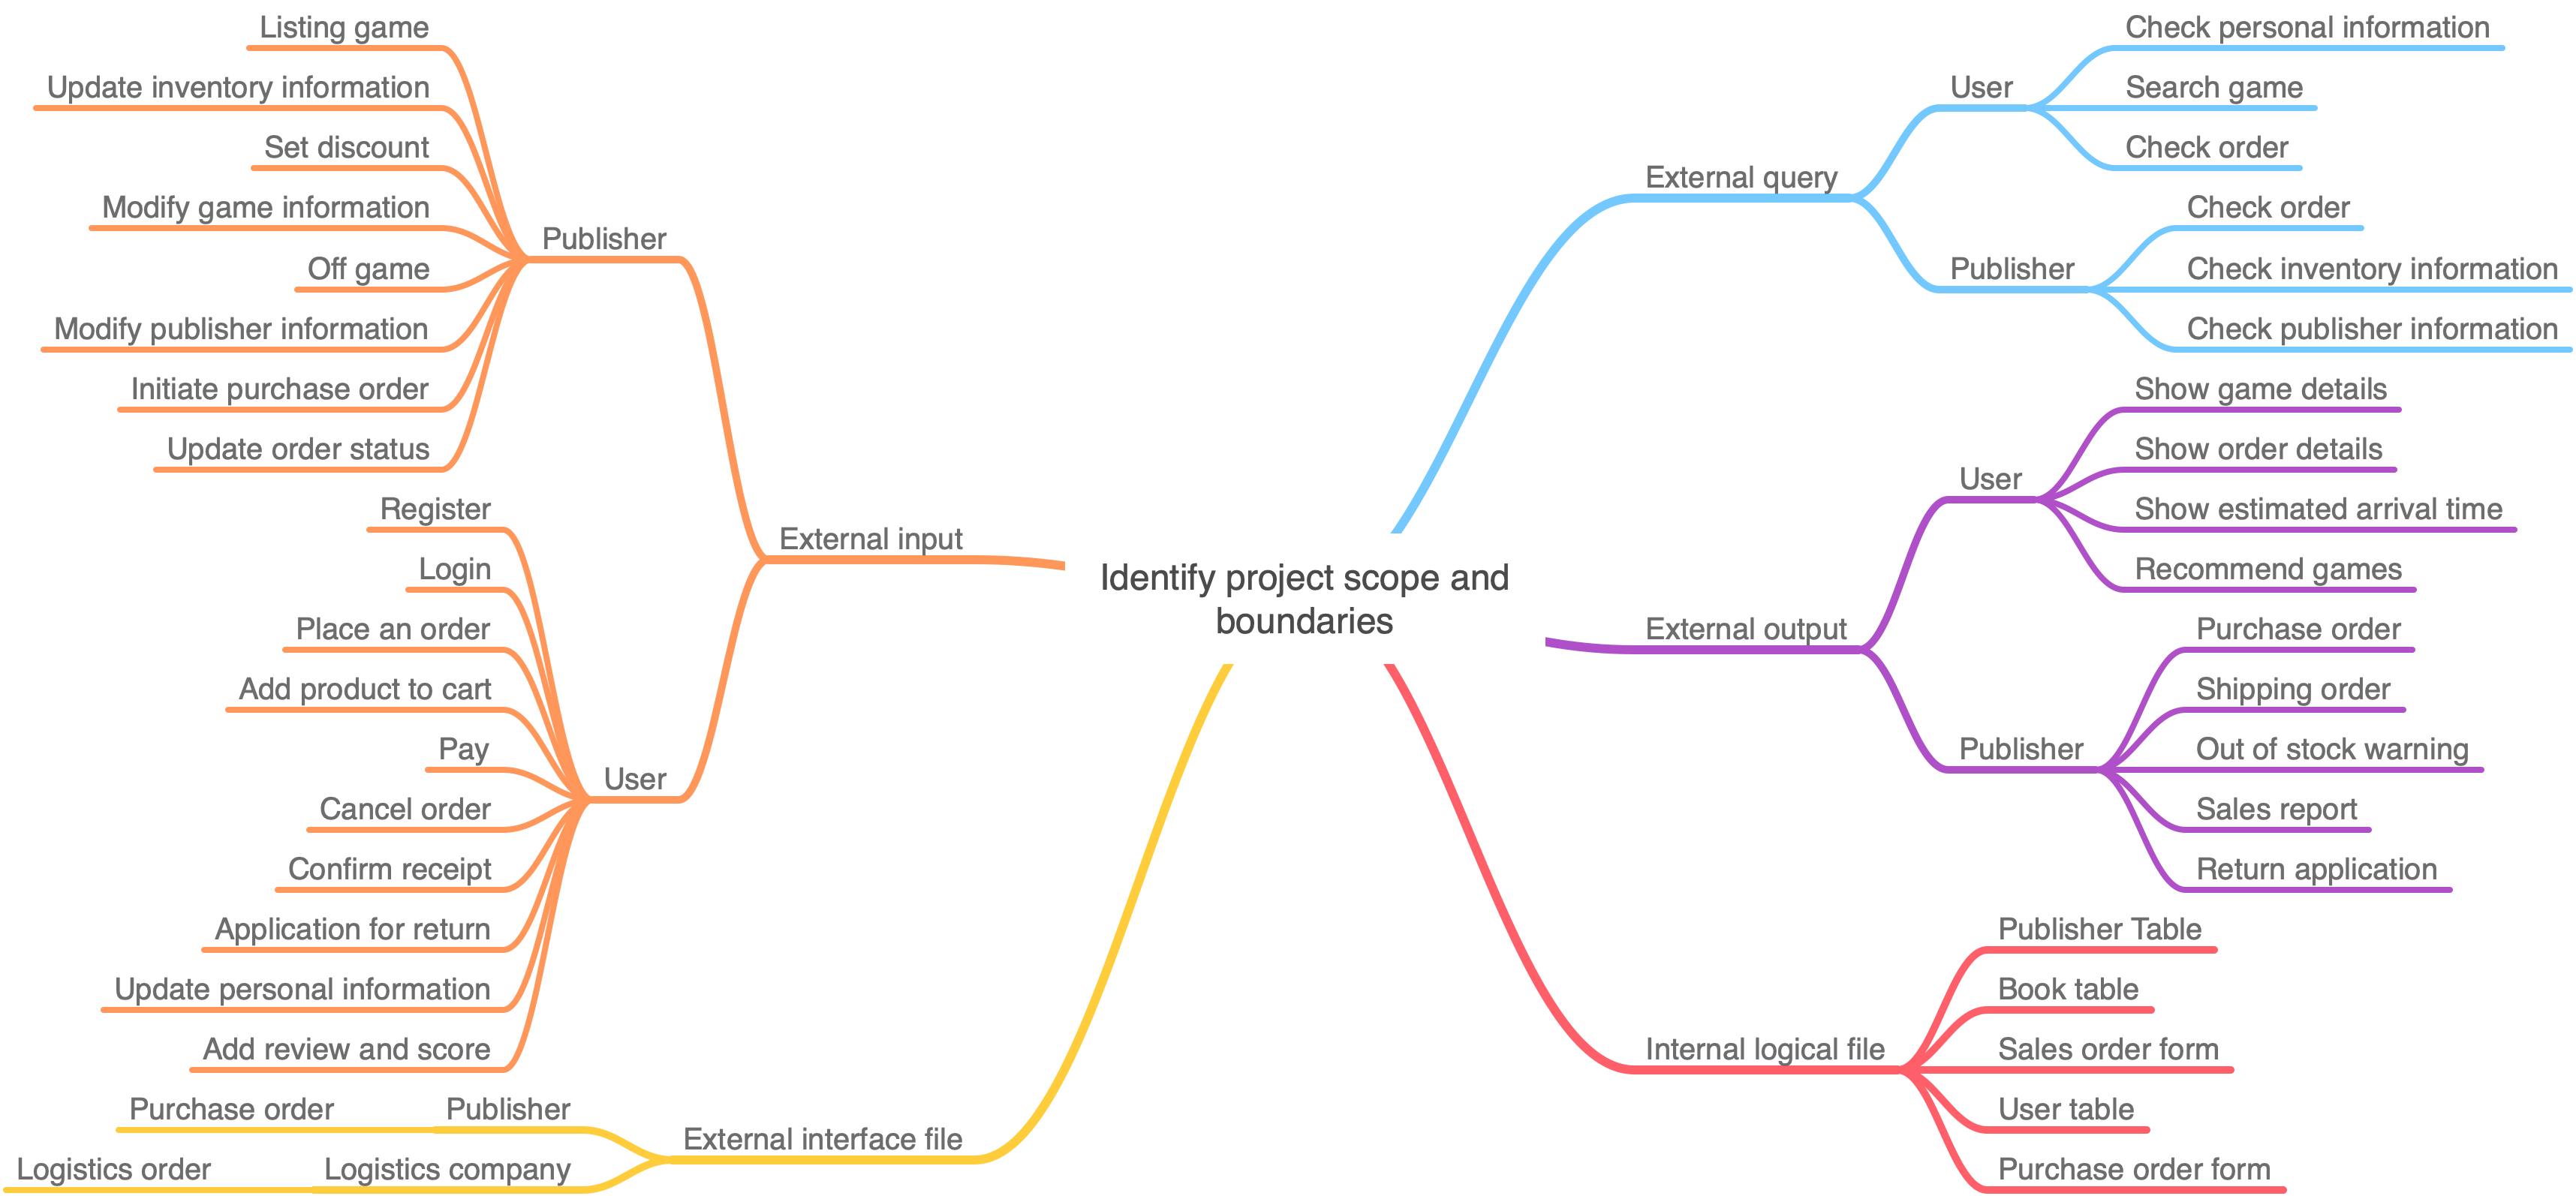 Identify project scope and
boundaries
External input
Publisher
Listing game
Update inventory information
Set discount
Modify game information
Off game
Modify publisher information
Initiate purchase order
Update order status
User
Register
Login
Place an order
Add product to cart
Pay
Cancel order
Confirm receipt
Application for return
Update personal information
Add review and score
External interface file
Publisher
Purchase order
Logistics company
Logistics order
External query
User
Check personal information
Search game
Check order
Publisher
Check order
Check inventory information
Check publisher information
External output
User
Show game details
Show order details
Show estimated arrival time
Recommend games
Publisher
Purchase order
Shipping order
Out of stock warning
Sales report
Return application
Internal logical file
Publisher Table
Book table
Sales order form
User table
Purchase order form